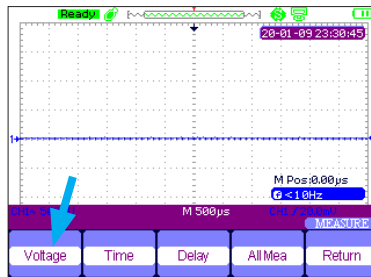 Ready
20-01-09 23:30:45
1
M Pos:0.00μs
<10Hz
M 500μs
MEASURE
Voltage Time Delay All Mea Return